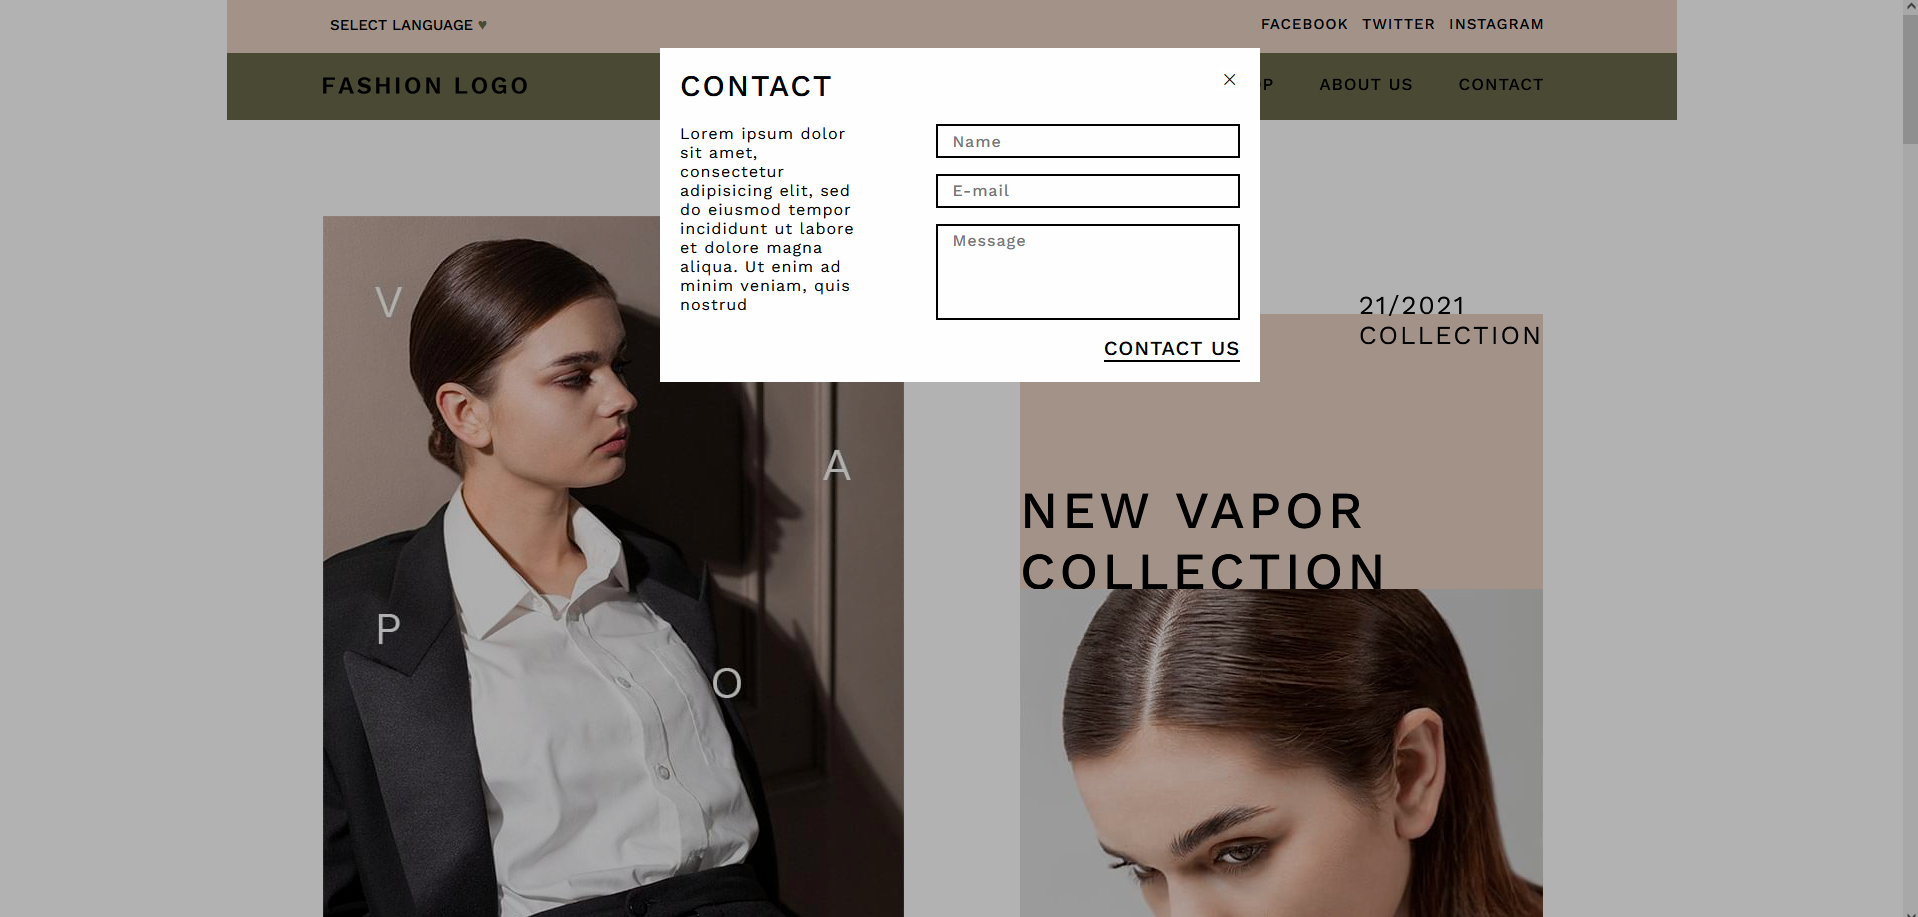 SELECT LANGUAGE ♥
FACEBOOK TWITTER INSTAGRAM
FASHION LOGO
ABOUT US CONTACT
CONTACT
×
Lorem ipsum dolor
sit amet,
consectetur
adipisicing elit, sed
do eiusmod tempor
incididunt ut labore
et dolore magna
aliqua. Ut enim ad
minim veniam, quis
nostrud
Name
E-mail
Message
CONTACT US
V
A
P
O
21/2021
COLLECTION
NEW VAPOR
COLLECTION